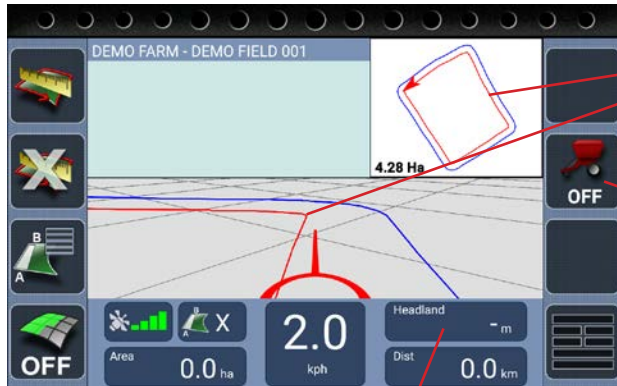 DEMO FARM - DEMO FIELD 001
4.28 Ha
OFF
B
A
OFF
A B X
2.0
kph
Headland
- m
Area
0.0 ha
Dist
0.0 km